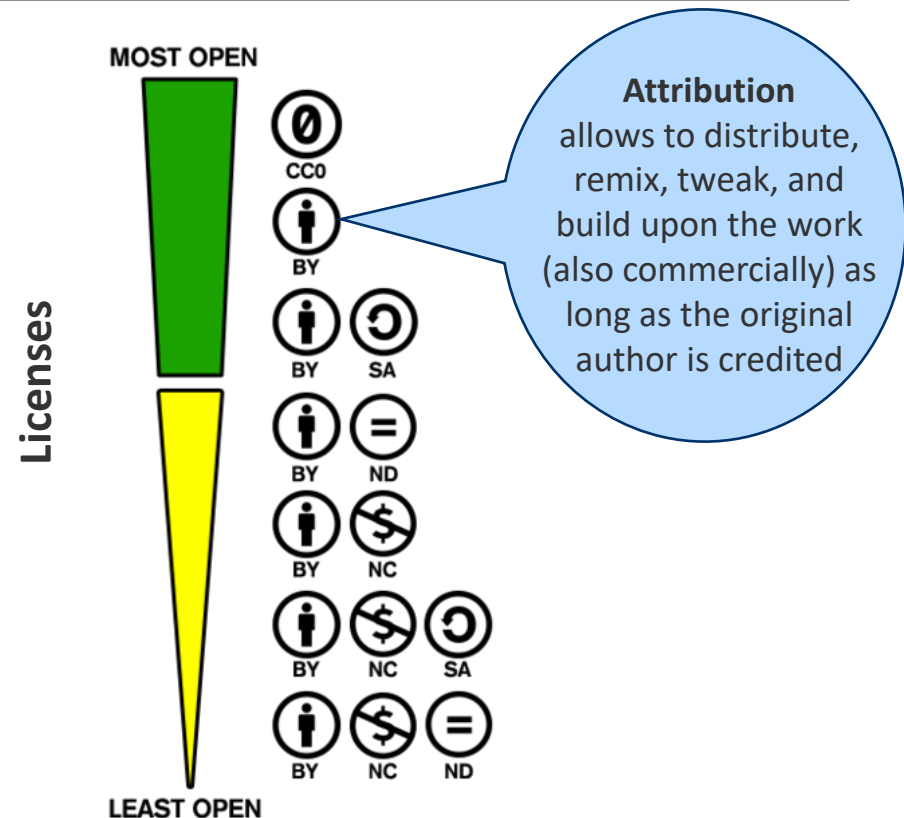 MOST OPEN
Attribution
allows to distribute,
remix, tweak, and
build upon the work
(also commercially) as
long as the original
author is credited
Licenses
0
CC0
BY
BY SA
=
BY ND
$
BY NC
$
BY NC SA
$ =
BY NC ND
LEAST OPEN